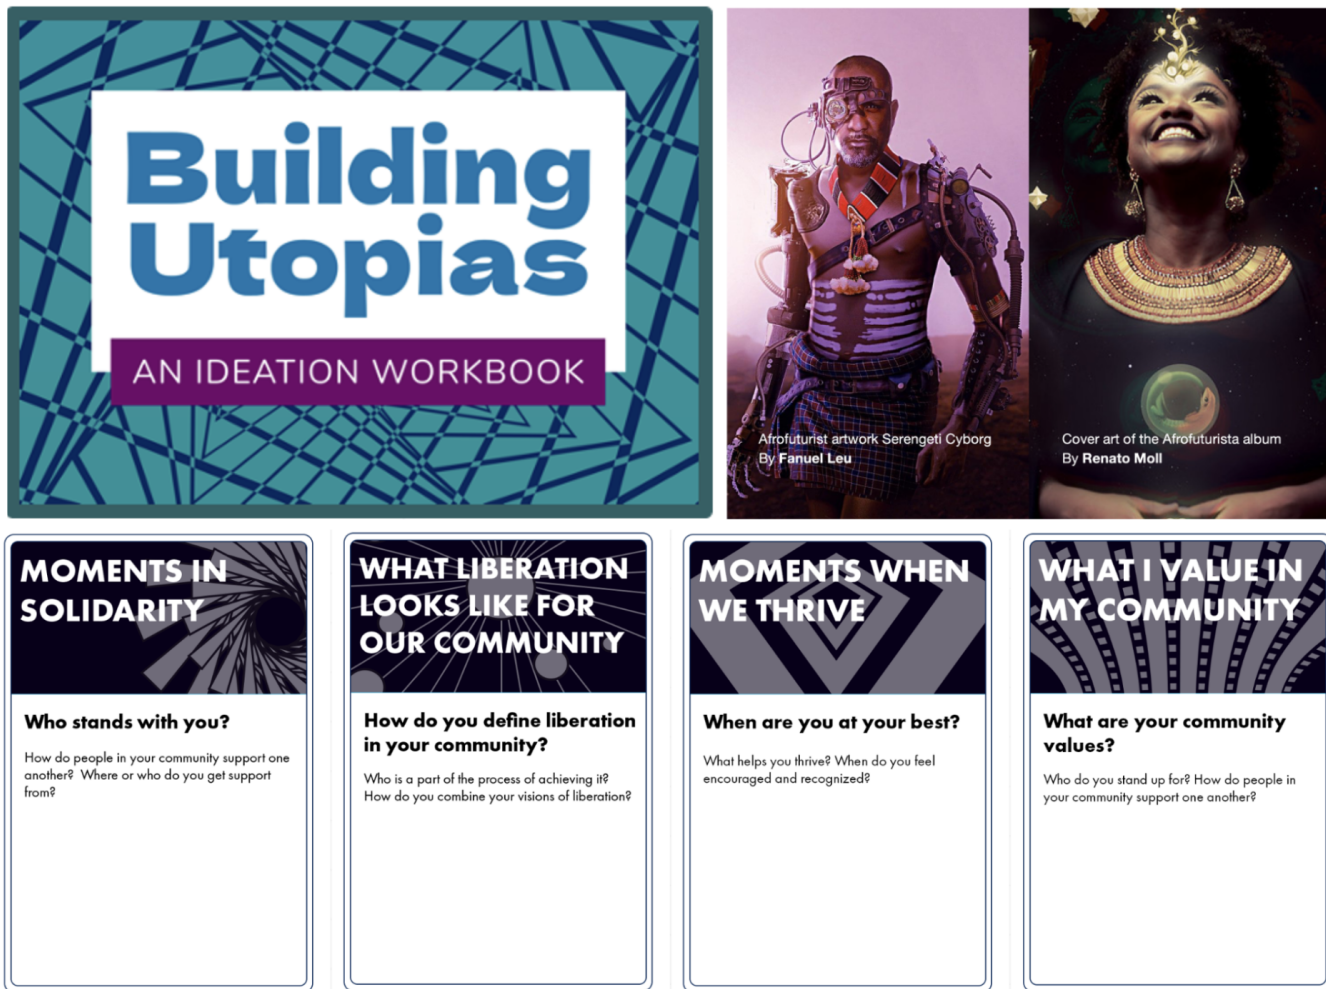 Building
Utopias
AN IDEATION WORKBOOK
Afrofuturist artwork Serengeti Cyborg
By Fanuel Leu
Cover art of the Afrofuturista album
By Renato Moll
MOMENTS IN
SOLIDARITY
Who stands with you?
How do people in your community support one
another? Where or who do you get support
from?
WHAT LIBERATION
LOOKS LIKE FOR
OUR COMMUNITY
How do you define liberation
in your community?
Who is a part of the process of achieving it?
How do you combine your visions of liberation?
MOMENTS WHEN
WE THRIVE
When are you at your best?
What helps you thrive? When do you feel
encouraged and recognized?
WHAT I VALUE IN
MY COMMUNITY
What are your community
values?
Who do you stand up for? How do people in
your community support one another?